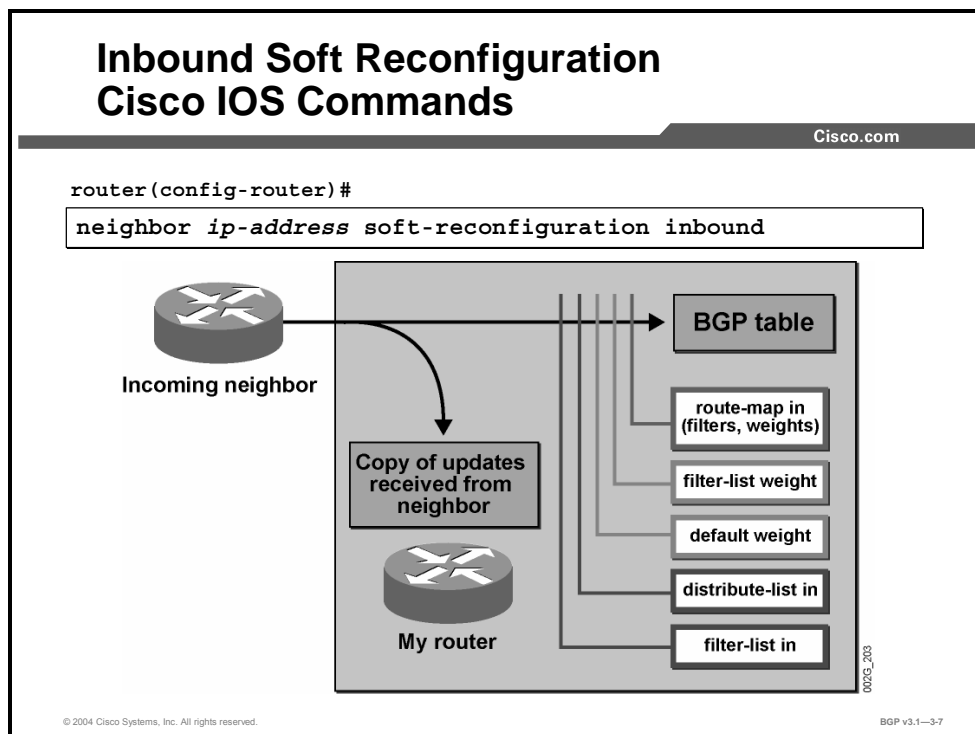 Inbound Soft Reconfiguration
Cisco IOS Commands
Cisco.com
router(config-router)#
neighbor ip-address soft-reconfiguration inbound
BGP table
Incoming neighbor
route-map in
(filters, weights)
Copy of updates
received from
neighbor
filter-list weight
default weight
distribute-list in
My router
filter-list in
002G_203
© 2004 Cisco Systems, Inc. All rights reserved.
BGP v3.1—3-7